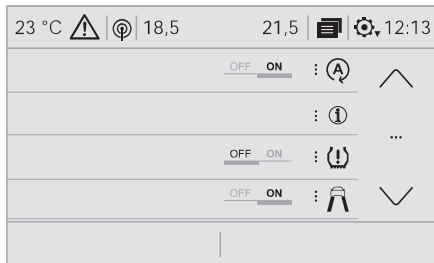 23 °C 18,5 21,5 12:13
OFF ON : A
: i
OFF ON : (!)
...
OFF ON :